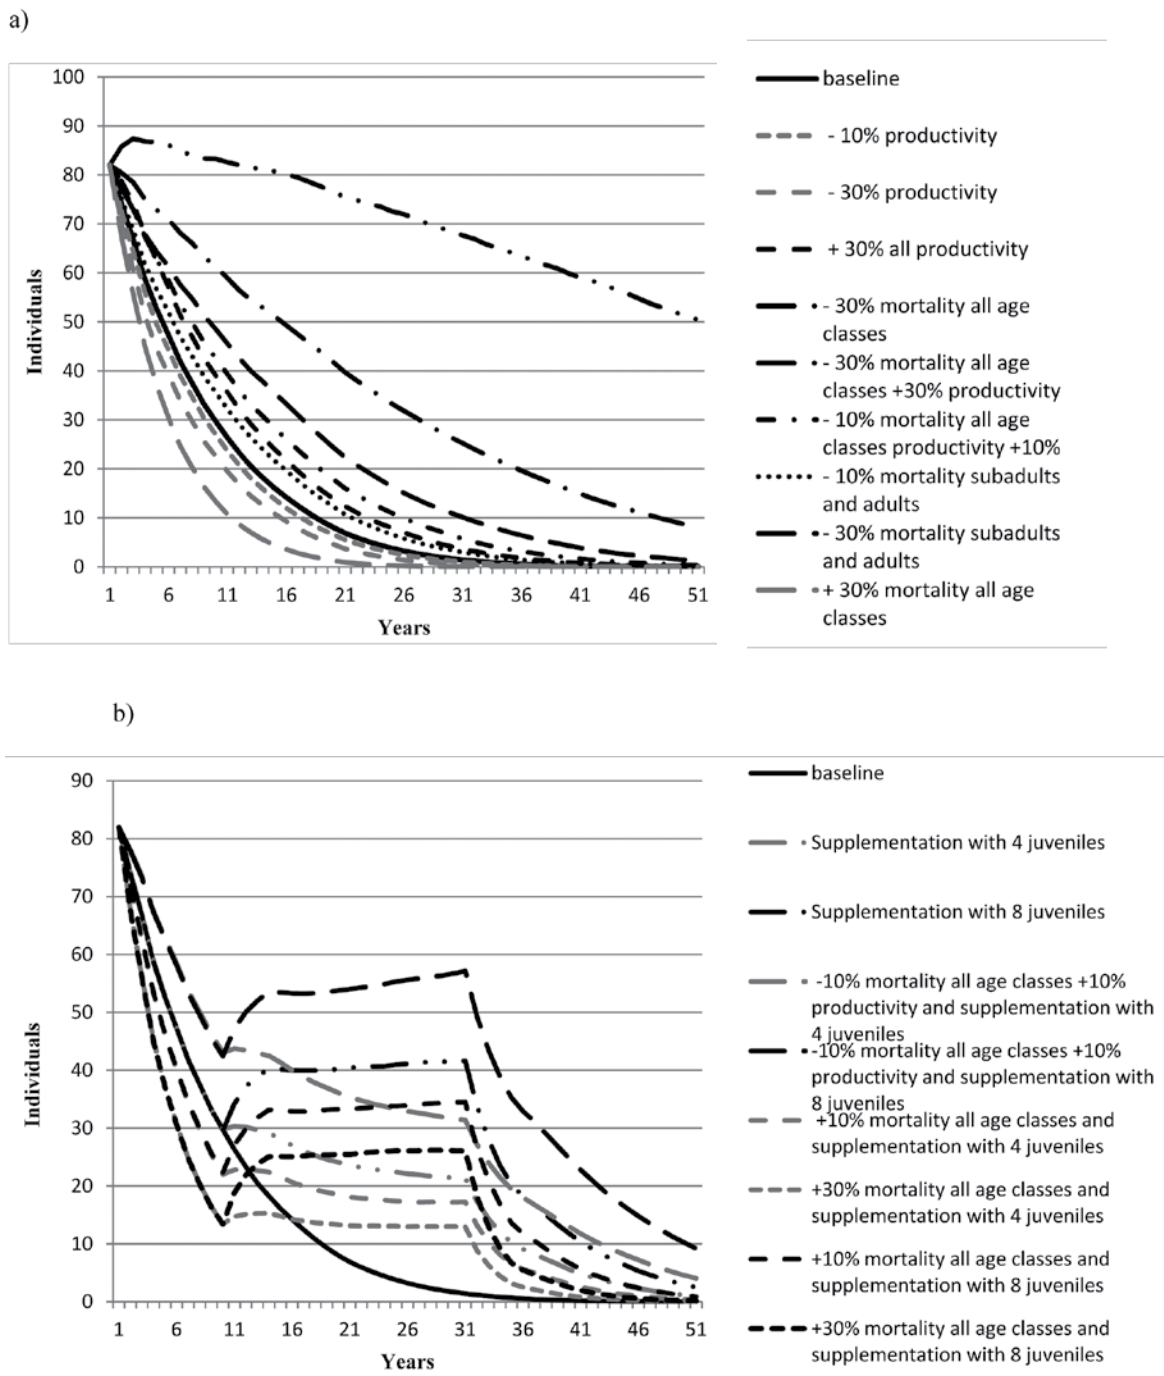 a)
100
90
80
70
60
50
40
30
20
10
0
Individuals
1 6 11 16 21 26 31 36 41 46 51
Years
baseline
- 10% productivity
- 30% productivity
+ 30% all productivity
- 30% mortality all age
classes
- 30% mortality all age
classes +30% productivity
- 10% mortality all age
classes productivity +10%
- 10% mortality subadults
and adults
- 30% mortality subadults
and adults
+ 30% mortality all age
classes
b)
90
80
70
60
50
40
30
20
10
0
Individuals
1 6 11 16 21 26 31 36 41 46 51
Years
baseline
Supplementation with 4 juveniles
Supplementation with 8 juveniles
-10% mortality all age classes +10%
productivity and supplementation with
4 juveniles
-10% mortality all age classes +10%
productivity and supplementation with
8 juveniles
+10% mortality all age classes and
supplementation with 4 juveniles
+30% mortality all age classes and
supplementation with 4 juveniles
+10% mortality all age classes and
supplementation with 8 juveniles
+30% mortality all age classes and
supplementation with 8 juveniles